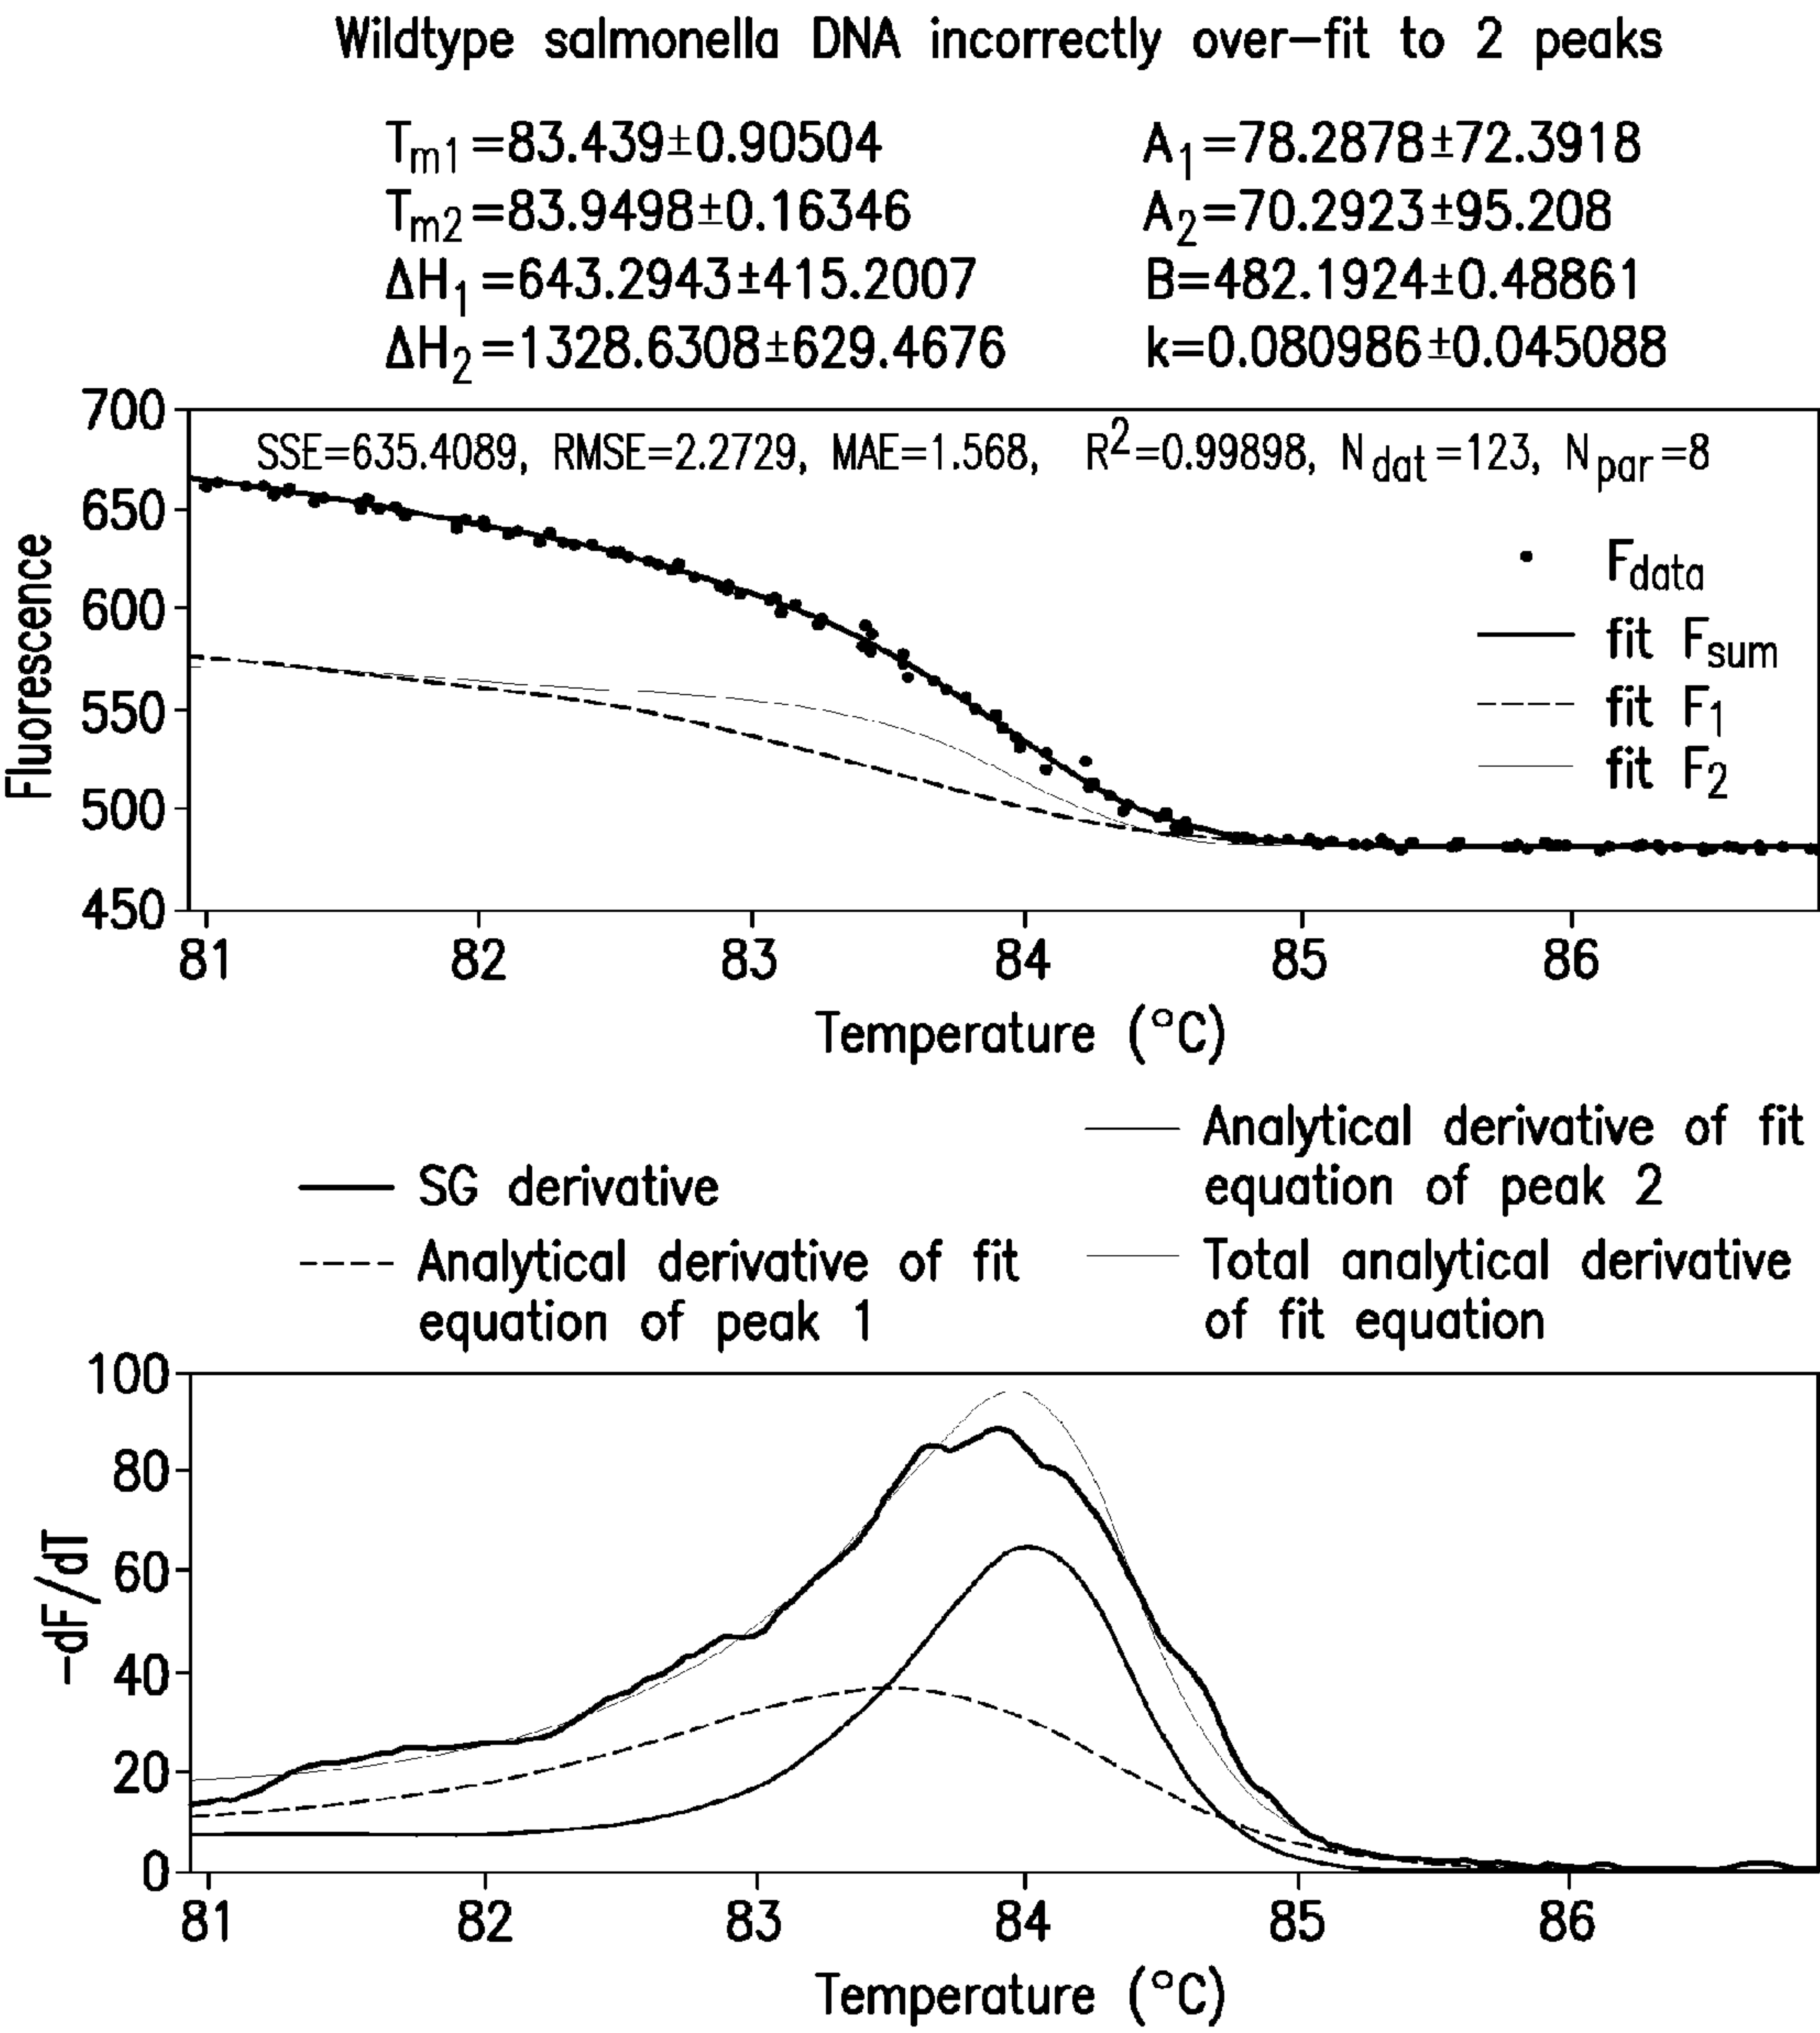 Wildtype salmonella DNA incorrectly over-fit to 2 peaks
Tm1=83.439±0.90504
A1=78.2878±72.3918
Tm2=83.9498±0.16346
A2=70.2923±95.208
ΔH1=643.2943±415.2007
B=482.1924±0.48861
ΔH2=1328.6308±629.4676
k=0.080986±0.045088
SSE=635.4089, RMSE=2.2729, MAE=1.568, R2=0.99898, Ndat=123, Npar=8
700
650
600
550
500
450
Fluorescence
Fdata
fit Fsum
fit F1
fit F2
81 82 83 84 85 86
Temperature (°C)
SG derivative
Analytical derivative of fit
equation of peak 1
Analytical derivative of fit
equation of peak 2
Total analytical derivative
of fit equation
100
80
60
40
20
0
-dF/dT
81 82 83 84 85 86
Temperature (°C)